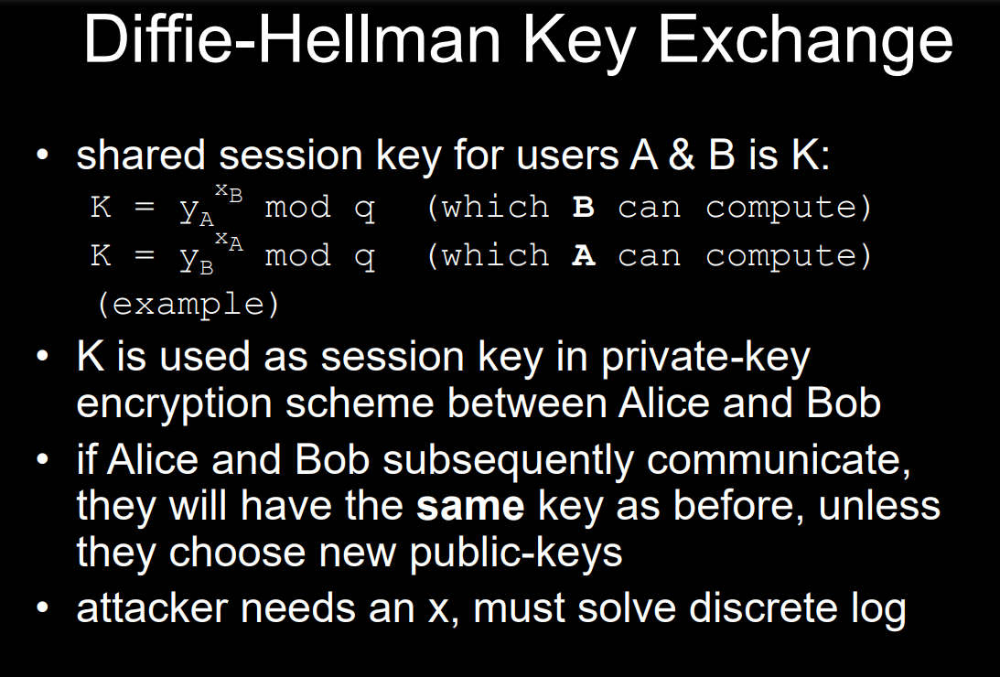 Diffie-Hellman Key Exchange
• shared session key for users A & B is K:
K = y_A^x_B mod q (which B can compute)
K = y_B^x_A mod q (which A can compute)
(example)
• K is used as session key in private-key
encryption scheme between Alice and Bob
• if Alice and Bob subsequently communicate,
they will have the same key as before, unless
they choose new public-keys
• attacker needs an x, must solve discrete log